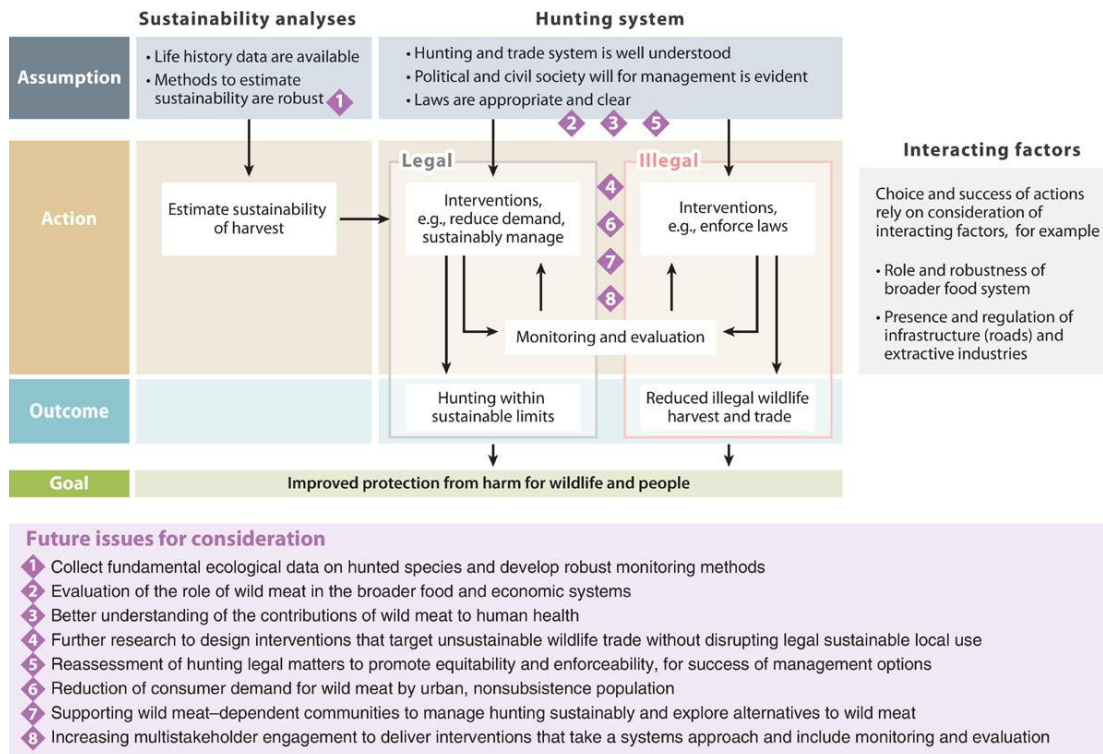 Sustainability analyses
Hunting system
Assumption
• Life history data are available
• Methods to estimate
sustainability are robust 1
• Hunting and trade system is well understood
• Political and civil society will for management is evident
• Laws are appropriate and clear
2 3 5
Action
Estimate sustainability
of harvest
Legal
Interventions,
e.g., reduce demand,
sustainably manage
4
6
7
8
Illegal
Interventions,
e.g., enforce laws
Monitoring and evaluation
Outcome
Hunting within
sustainable limits
Reduced illegal wildlife
harvest and trade
Goal
Improved protection from harm for wildlife and people
Interacting factors
Choice and success of actions
rely on consideration of
interacting factors, for example
• Role and robustness of
broader food system
• Presence and regulation of
infrastructure (roads) and
extractive industries
Future issues for consideration
1 Collect fundamental ecological data on hunted species and develop robust monitoring methods
2 Evaluation of the role of wild meat in the broader food and economic systems
3 Better understanding of the contributions of wild meat to human health
4 Further research to design interventions that target unsustainable wildlife trade without disrupting legal sustainable local use
5 Reassessment of hunting legal matters to promote equitability and enforceability, for success of management options
6 Reduction of consumer demand for wild meat by urban, nonsubsistence population
7 Supporting wild meat–dependent communities to manage hunting sustainably and explore alternatives to wild meat
8 Increasing multistakeholder engagement to deliver interventions that take a systems approach and include monitoring and evaluation